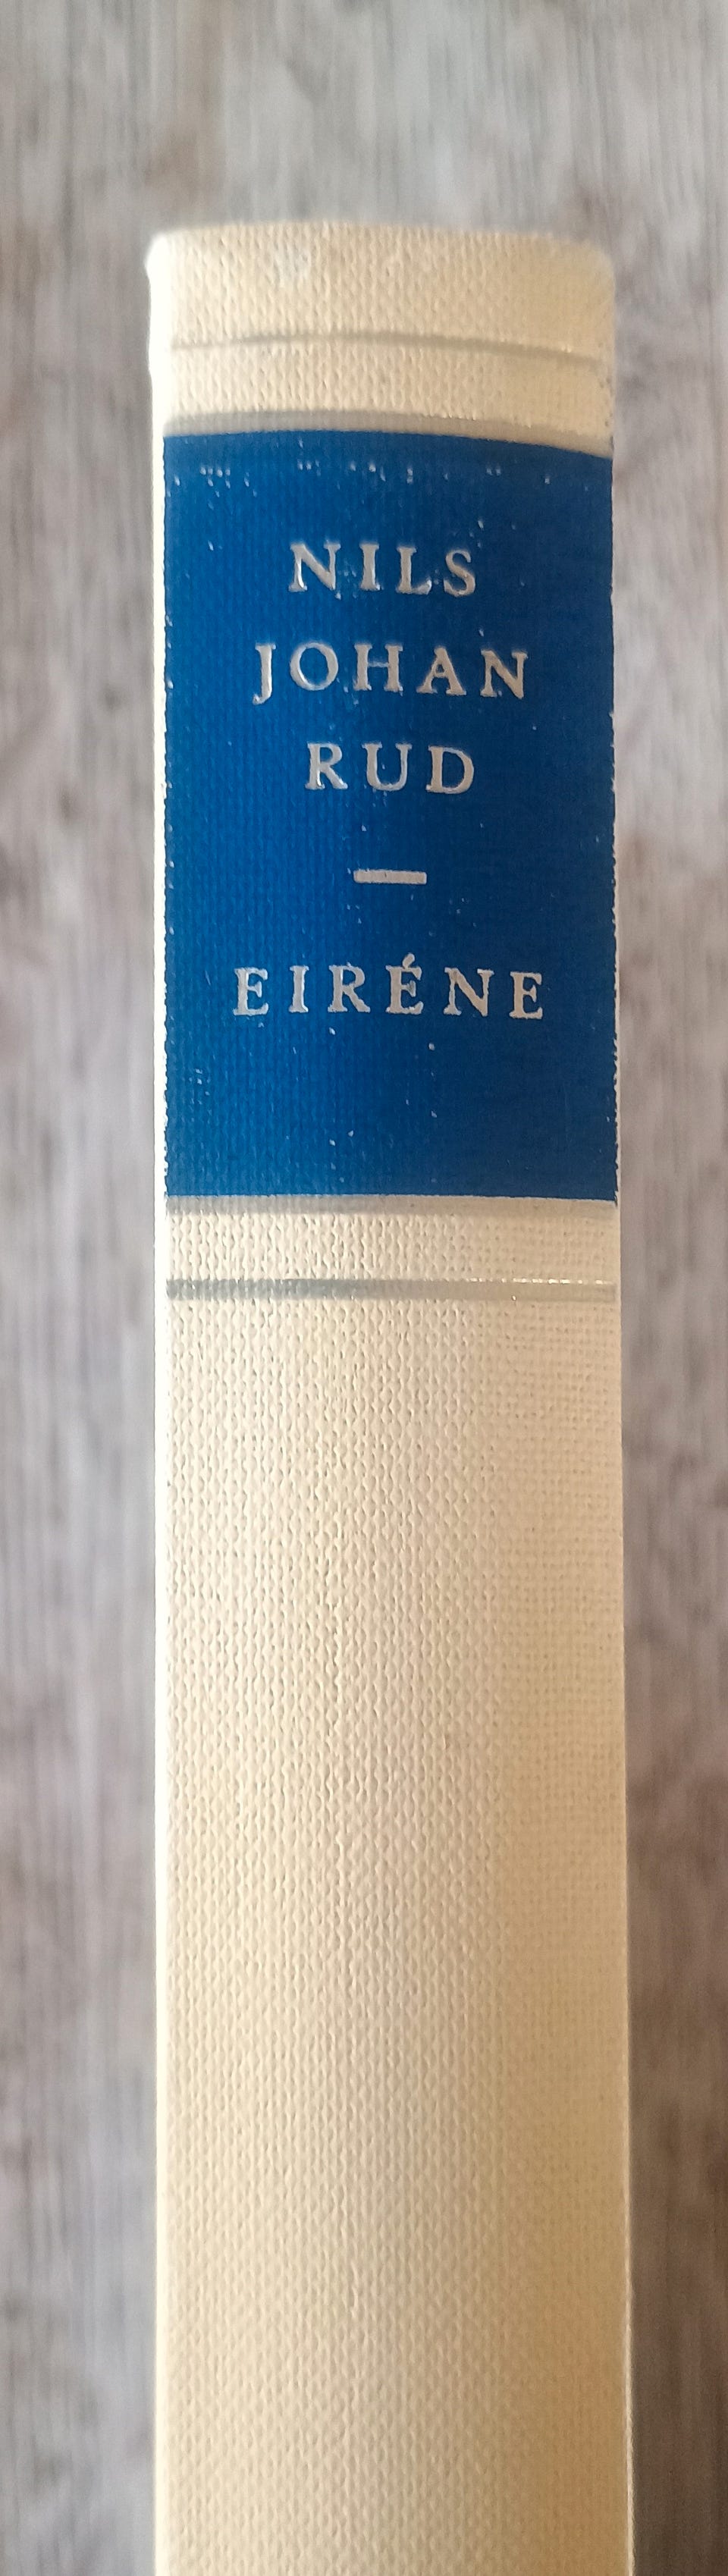 NILS
JOHAN
RUD
—
EIRÉNE